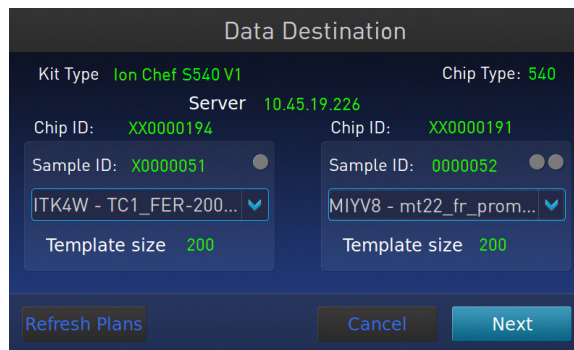 Data Destination
Kit Type Ion Chef S540 V1 Chip Type: 540
Server 10.45.19.226
Chip ID: XX0000194 Chip ID: XX0000191
Sample ID: X0000051 Sample ID: 0000052
ITK4W - TC1_FER-200... MIYV8 - mt22_fr_prom...
Template size 200 Template size 200
Refresh Plans Cancel Next